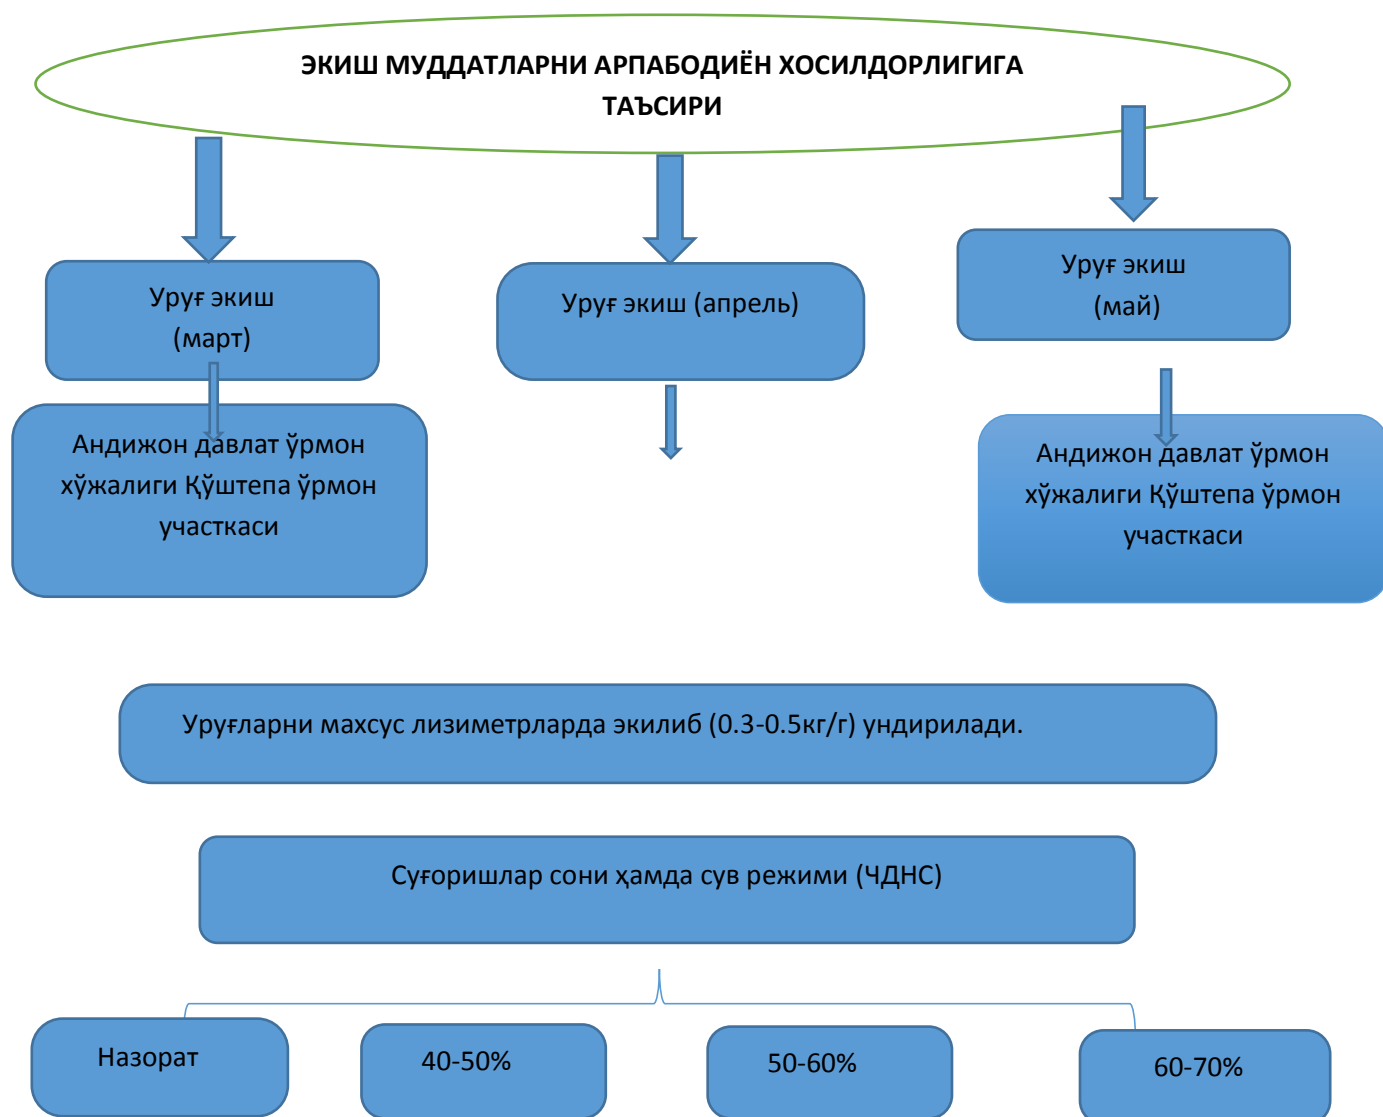 ЭКИШ МУДДАТЛАРНИ АРПАБОДИЁН ХОСИЛДОРЛИГИГА
ТАЪСИРИ
Уруғ экиш
(март)
Уруғ экиш (апрель)
Уруғ экиш
(май)
Андижон давлат ўрмон
хўжалиги Қўштепа ўрмон
участкаси
Андижон давлат ўрмон
хўжалиги Қўштепа ўрмон
участкаси
Уруғларни махсус лизиметрларда экилиб (0.3-0.5кг/г) ундирилади.
Суғоришлар сони ҳамда сув режими (ЧДНС)
Назорат
40-50%
50-60%
60-70%